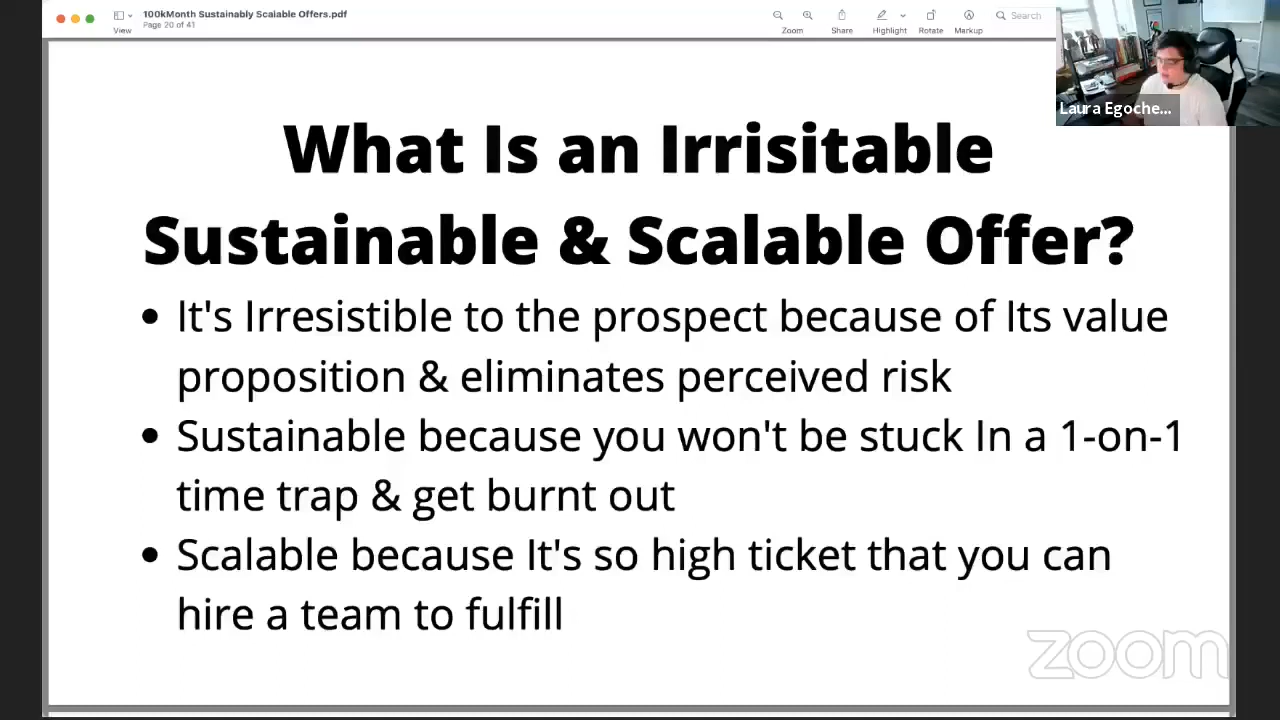 100kMonth Sustainably Scalable Offers.pdf
Page 20 of 41
View
Zoom
Share
Highlight
Rotate
Markup
Search
Laura Egoche...
What Is an Irrisitable
Sustainable & Scalable Offer?
• It's Irresistible to the prospect because of Its value
proposition & eliminates perceived risk
• Sustainable because you won't be stuck In a 1-on-1
time trap & get burnt out
• Scalable because It's so high ticket that you can
hire a team to fulfill
zoom